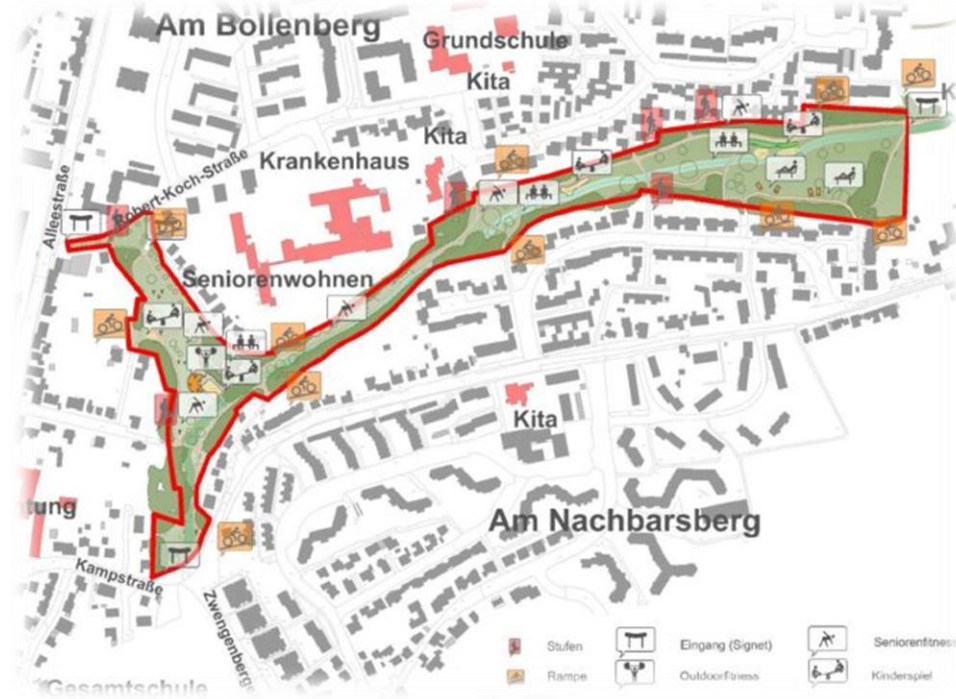 Am Bollenberg
Grundschule
Kita
Kita
Krankenhaus
Robert-Koch-Straße
Alleestraße
Seniorenwohnen
Kita
Am Nachbarsberg
tung
Kampstraße
Zwengenberg
Gesamtschule
K
Stufen
Eingang (Signet)
Seniorenfitness
Rampe
Outdoorfitness
Kinderspiel